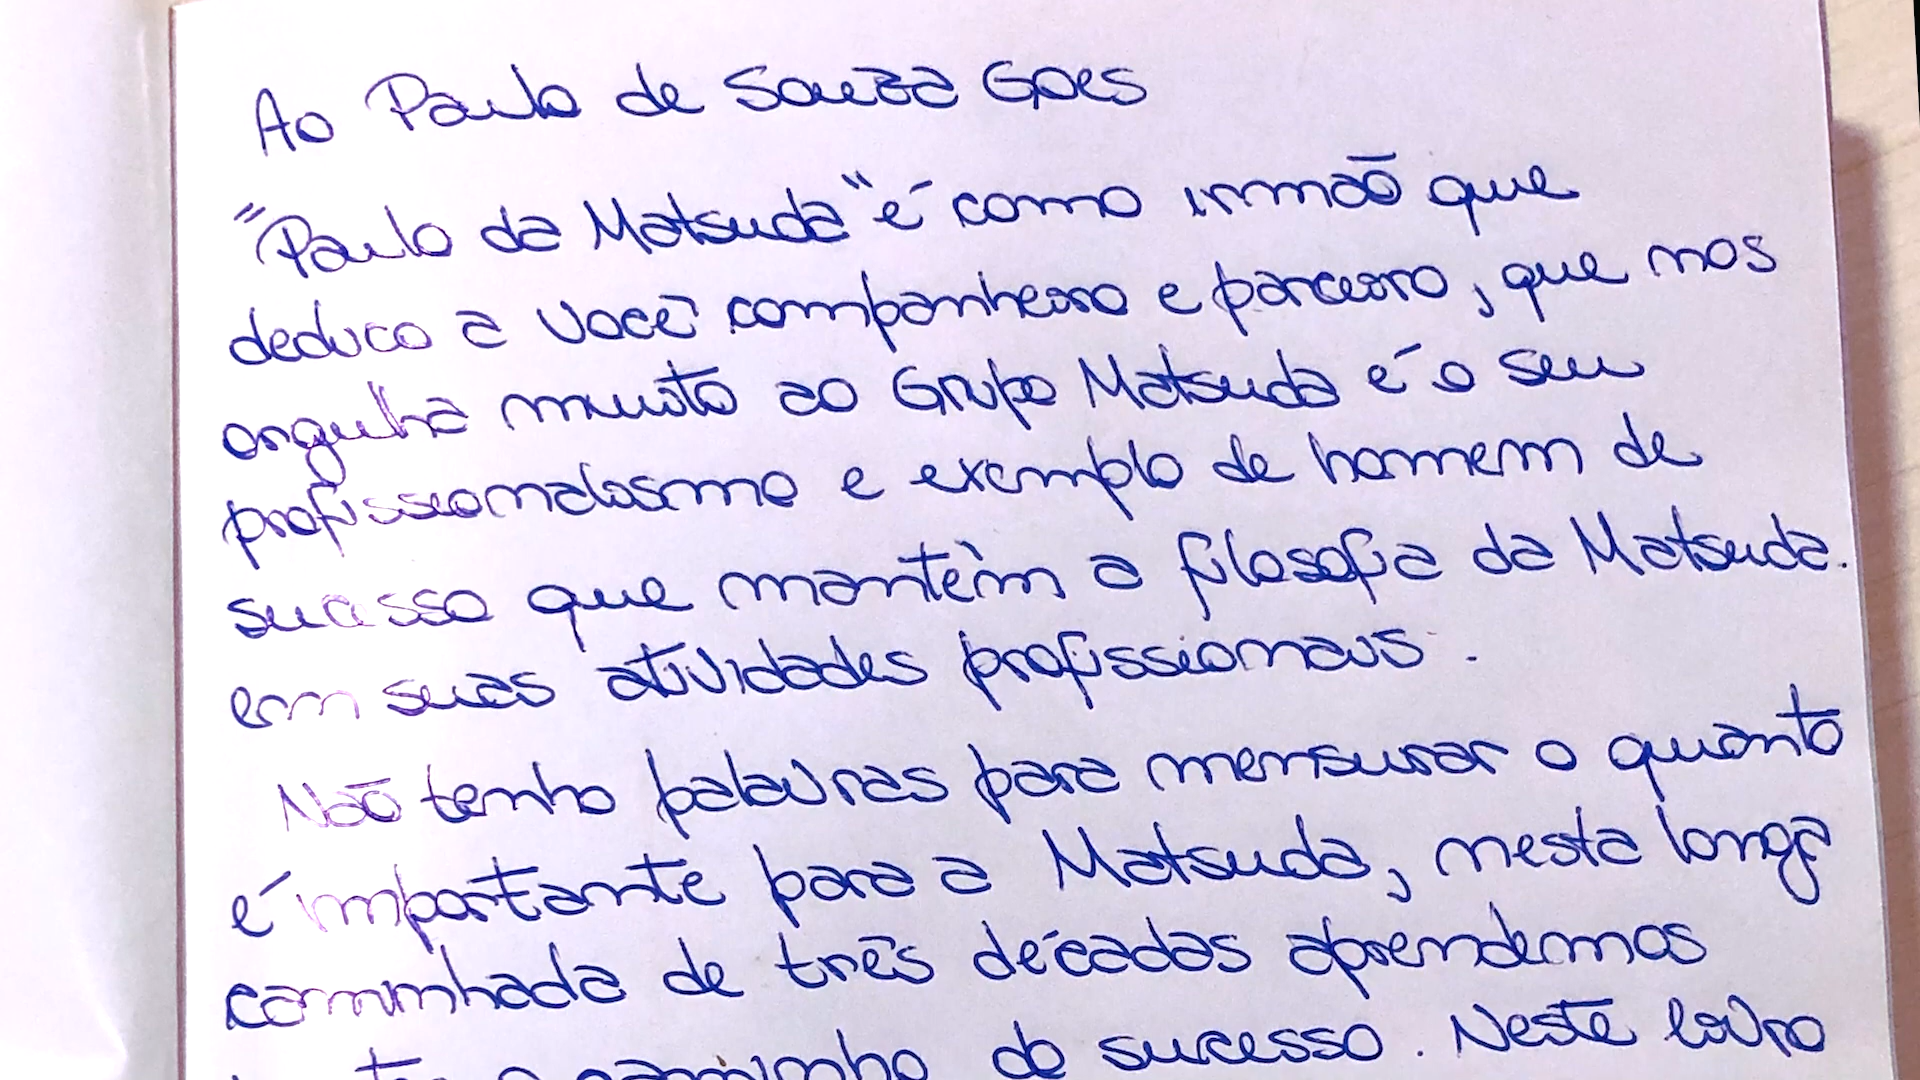 Ao Paulo de Souza Goes
"Paulo da Matsuda" é como irmão que
dedico a você companheiro e parceiro, que nos
orgulha muito ao Grupo Matsuda é o seu
profissionalismo e exemplo de homem de
sucesso que mantèm a filosofia da Matsuda.
em suas atividades profissionais.
Não tenho palavras para mensurar o quanto
é importante para a Matsuda, nesta longa
caminhada de três décadas aprendemos
o caminho do sucesso. Neste livro